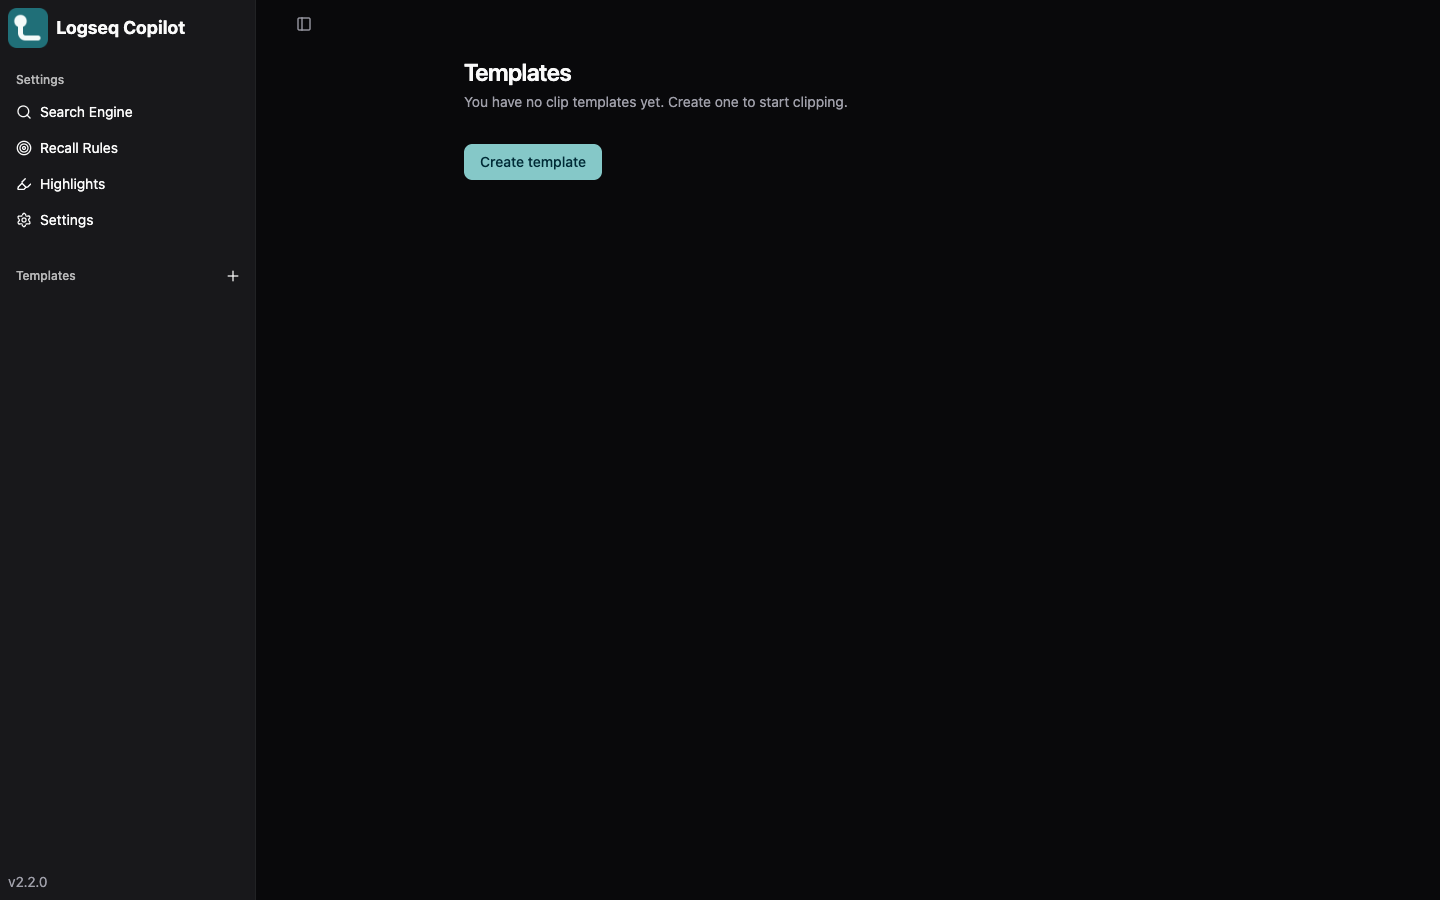 Logseq Copilot
Settings
Search Engine
Recall Rules
Highlights
Settings
Templates
v2.2.0
Templates
You have no clip templates yet. Create one to start clipping.
Create template